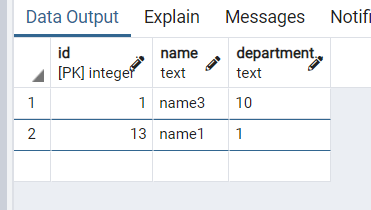 Data Output Explain Messages Notifi
id name department
[PK] integer text text
1 1 name3 10
2 13 name1 1